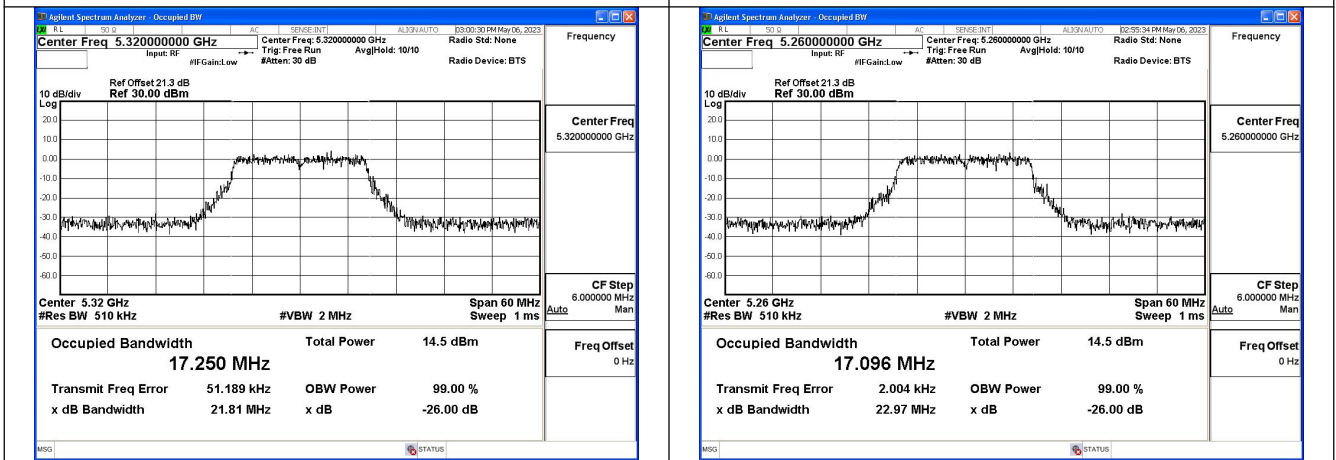 Agilent Spectrum Analyzer - Occupied BW
RL 50 Ω AC SENSE:INT ALIGN AUTO 03:00:30 PM May 06, 2023
Center Freq 5.320000000 GHz
Input: RF
#IFGain:Low
Center Freq: 5.320000000 GHz
Trig: Free Run Avg|Hold: 10/10
#Atten: 30 dB
Radio Std: None
Radio Device: BTS
Frequency
Ref Offset 21.3 dB
10 dB/div Ref 30.00 dBm
Log
20.0
10.0
0.00
-10.0
-20.0
-30.0
-40.0
-50.0
-60.0
Center Freq
5.320000000 GHz
Center 5.32 GHz Span 60 MHz
#Res BW 510 kHz #VBW 2 MHz Sweep 1 ms
CF Step
6.000000 MHz
Auto Man
Occupied Bandwidth Total Power 14.5 dBm
17.250 MHz
Transmit Freq Error 51.189 kHz OBW Power 99.00 %
x dB Bandwidth 21.81 MHz x dB -26.00 dB
Freq Offset
0 Hz
MSG STATUS
Agilent Spectrum Analyzer - Occupied BW
RL 50 Ω AC SENSE:INT ALIGN AUTO 02:55:34 PM May 06, 2023
Center Freq 5.260000000 GHz
Input: RF
#IFGain:Low
Center Freq: 5.260000000 GHz
Trig: Free Run Avg|Hold: 10/10
#Atten: 30 dB
Radio Std: None
Radio Device: BTS
Frequency
Ref Offset 21.3 dB
10 dB/div Ref 30.00 dBm
Log
20.0
10.0
0.00
-10.0
-20.0
-30.0
-40.0
-50.0
-60.0
Center Freq
5.260000000 GHz
Center 5.26 GHz Span 60 MHz
#Res BW 510 kHz #VBW 2 MHz Sweep 1 ms
CF Step
6.000000 MHz
Auto Man
Occupied Bandwidth Total Power 14.5 dBm
17.096 MHz
Transmit Freq Error 2.004 kHz OBW Power 99.00 %
x dB Bandwidth 22.97 MHz x dB -26.00 dB
Freq Offset
0 Hz
MSG STATUS